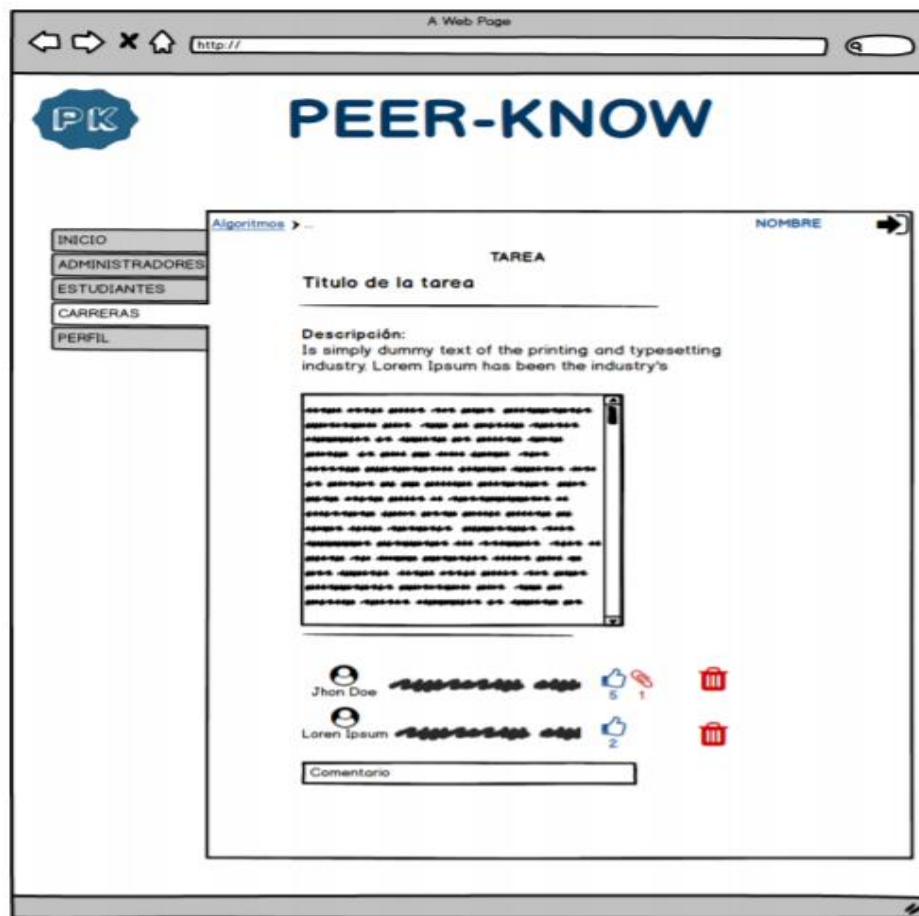 A Web Page
http://
PK
PEER-KNOW
Algoritmos > ...
NOMBRE
INICIO
ADMINISTRADORES
ESTUDIANTES
CARRERAS
PERFIL
TAREA
Titulo de la tarea
Descripción:
Is simply dummy text of the printing and typesetting
industry. Lorem Ipsum has been the industry's
Jhon Doe
5
1
Loren Ipsum
2
Comentario